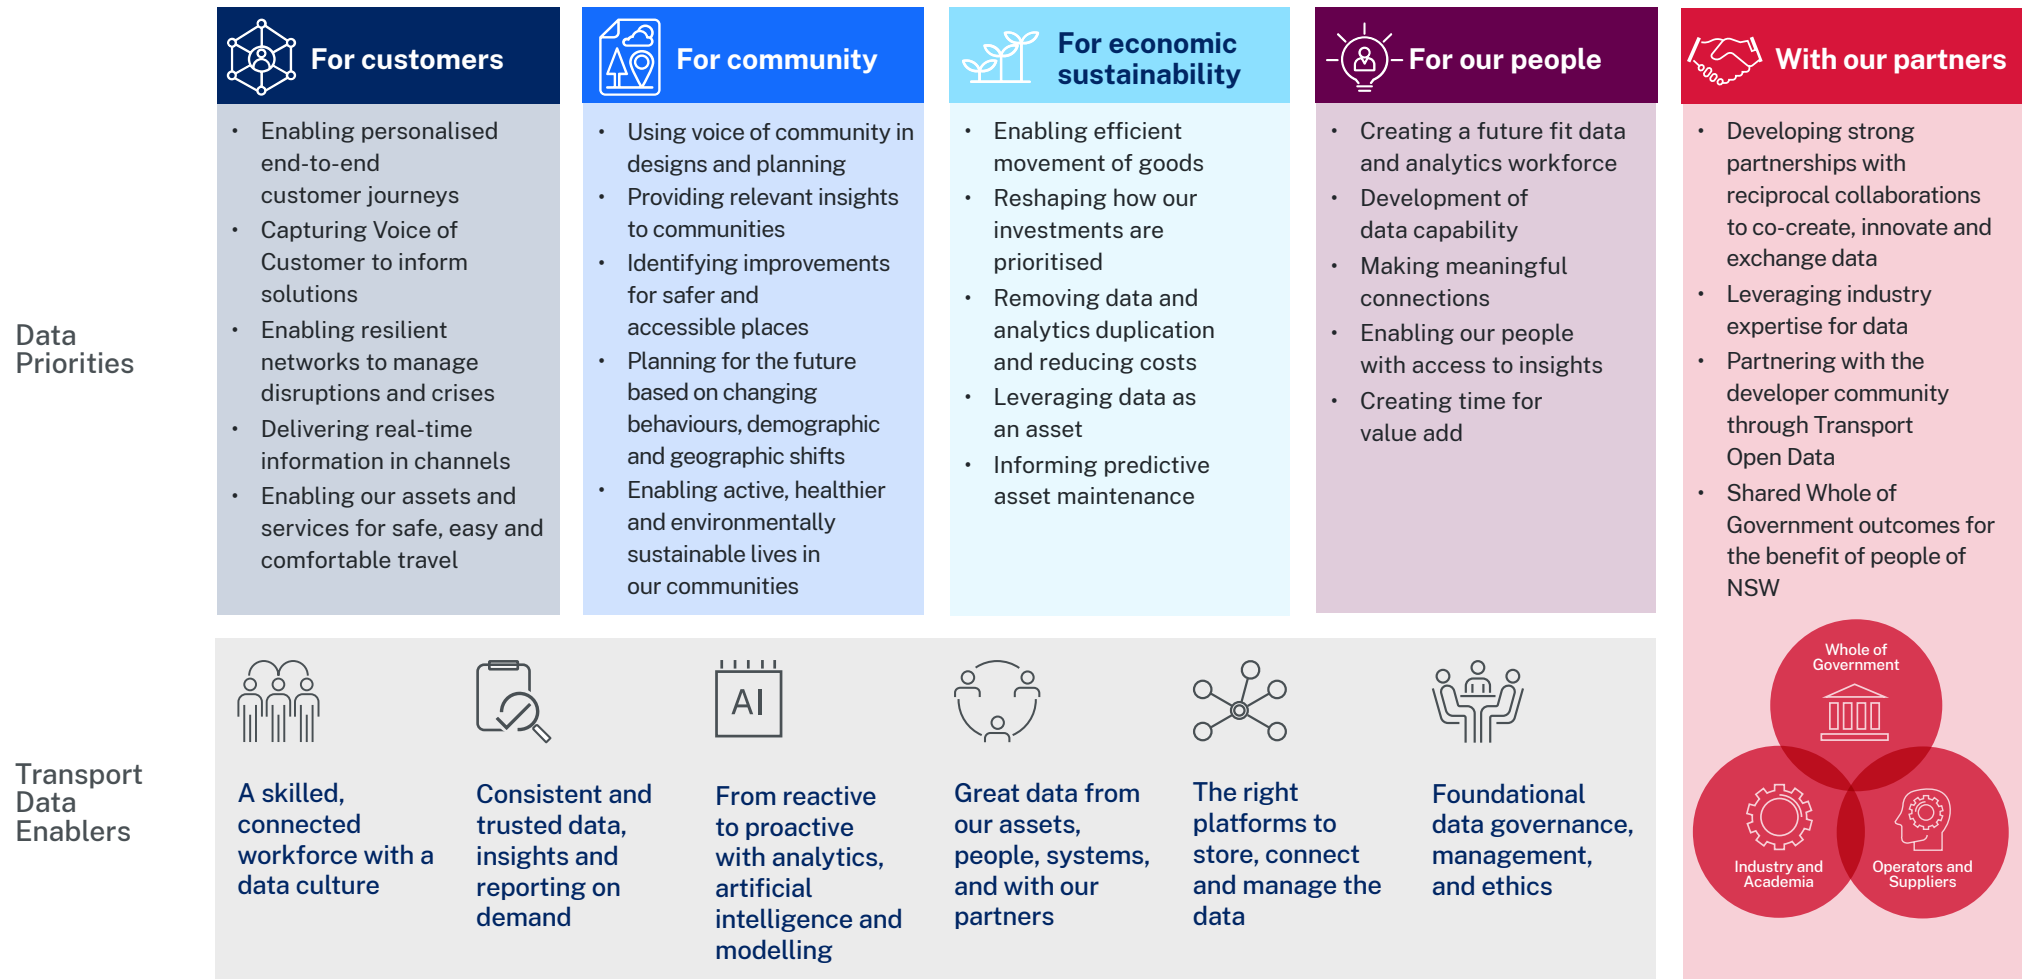 For customers
• Enabling personalised
end-to-end
customer journeys
• Capturing Voice of
Customer to inform
solutions
• Enabling resilient
networks to manage
disruptions and crises
• Delivering real-time
information in channels
• Enabling our assets and
services for safe, easy and
comfortable travel
For community
• Using voice of community in
designs and planning
• Providing relevant insights
to communities
• Identifying improvements
for safer and
accessible places
• Planning for the future
based on changing
behaviours, demographic
and geographic shifts
• Enabling active, healthier
and environmentally
sustainable lives in
our communities
For economic
sustainability
• Enabling efficient
movement of goods
• Reshaping how our
investments are
prioritised
• Removing data and
analytics duplication
and reducing costs
• Leveraging data as
an asset
• Informing predictive
asset maintenance
For our people
• Creating a future fit data
and analytics workforce
• Development of
data capability
• Making meaningful
connections
• Enabling our people
with access to insights
• Creating time for
value add
With our partners
• Developing strong
partnerships with
reciprocal collaborations
to co-create, innovate and
exchange data
• Leveraging industry
expertise for data
• Partnering with the
developer community
through Transport
Open Data
• Shared Whole of
Government outcomes for
the benefit of people of
NSW
Whole of
Government
Industry and
Academia
Operators and
Suppliers
Data
Priorities
Transport
Data
Enablers
A skilled,
connected
workforce with a
data culture
Consistent and
trusted data,
insights and
reporting on
demand
AI
From reactive
to proactive
with analytics,
artificial
intelligence and
modelling
Great data from
our assets,
people, systems,
and with our
partners
The right
platforms to
store, connect
and manage the
data
Foundational
data governance,
management,
and ethics